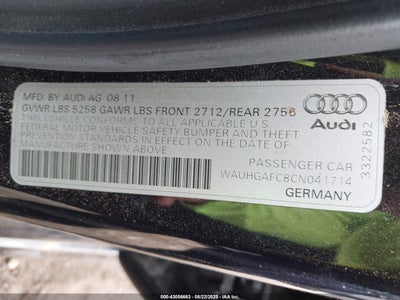 MFD. BY AUDI AG 08 11
GVWR LBS 5258 GAWR LBS FRONT 2712/REAR 2756
THIS VEHICLE CONFORMS TO ALL APPLICABLE U.S.
FEDERAL MOTOR VEHICLE SAFETY BUMPER AND THEFT
PREVENTION STANDARDS IN EFFECT ON THE DATE OF
MANUFACTURE SHOWN ABOVE
Audi
3322582
PASSENGER CAR
WAUHGAFC8CN041714
GERMANY
000-43056663 - 08/22/2025 - IAA Inc.